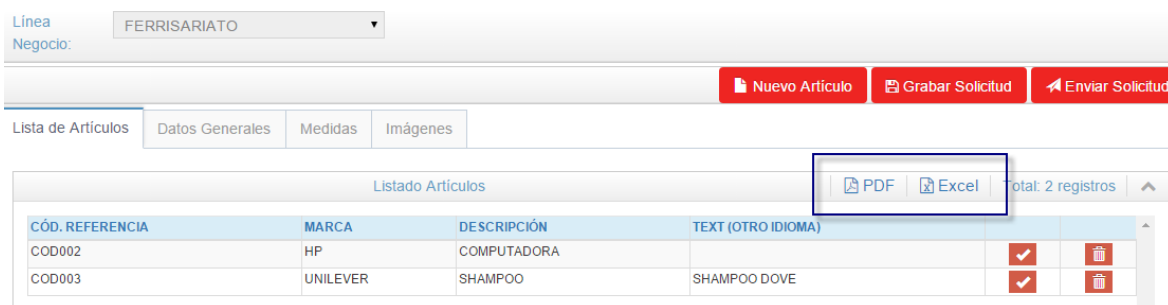 Línea Negocio: FERRISARIATO
Nuevo Artículo Grabar Solicitud Enviar Solicitud
Lista de Artículos Datos Generales Medidas Imágenes
Listado Artículos PDF Excel Total: 2 registros
CÓD. REFERENCIA MARCA DESCRIPCIÓN TEXT (OTRO IDIOMA)
COD002 HP COMPUTADORA
COD003 UNILEVER SHAMPOO SHAMPOO DOVE